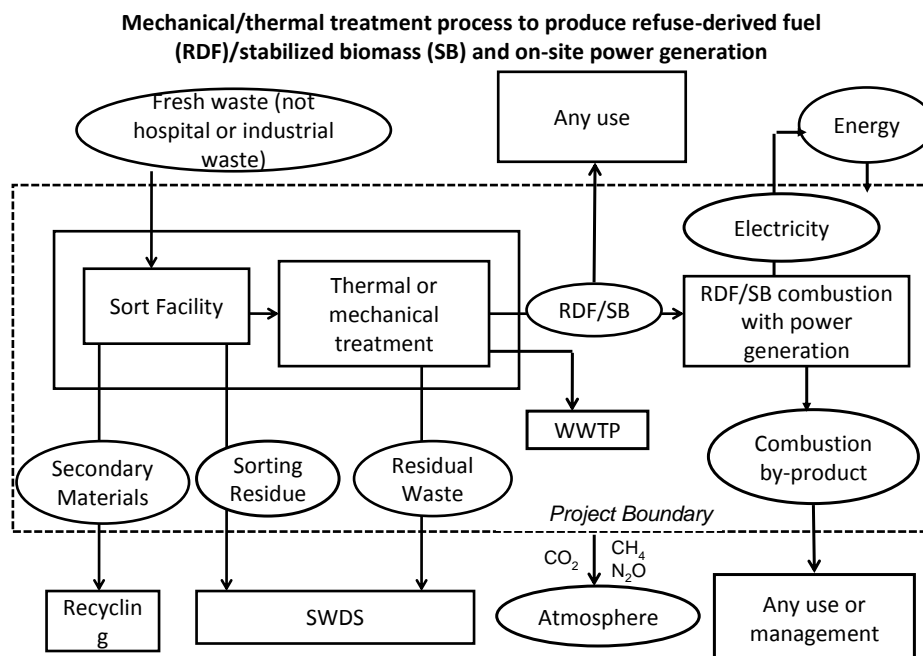 Mechanical/thermal treatment process to produce refuse-derived fuel
(RDF)/stabilized biomass (SB) and on-site power generation
Fresh waste (not
hospital or industrial
waste)
Any use
Energy
Electricity
Sort Facility
Thermal or
mechanical
treatment
RDF/SB
RDF/SB combustion
with power
generation
WWTP
Secondary
Materials
Sorting
Residue
Residual
Waste
Combustion
by-product
Project Boundary
CO₂
CH₄
N₂O
Recyclin
g
SWDS
Atmosphere
Any use or
management